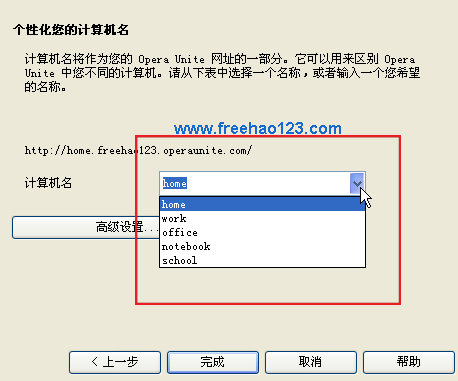 个性化您的计算机名
计算机名将作为您的 Opera Unite 网址的一部分。它可以用来区别 Opera
Unite 中您不同的计算机。请从下表中选择一个名称，或者输入一个您希望
的名称。
www.freehao123.com
http://home.freehao123.operaunite.com/
计算机名
home
home
work
office
notebook
school
高级设置...
< 上一步
完成
取消
帮助